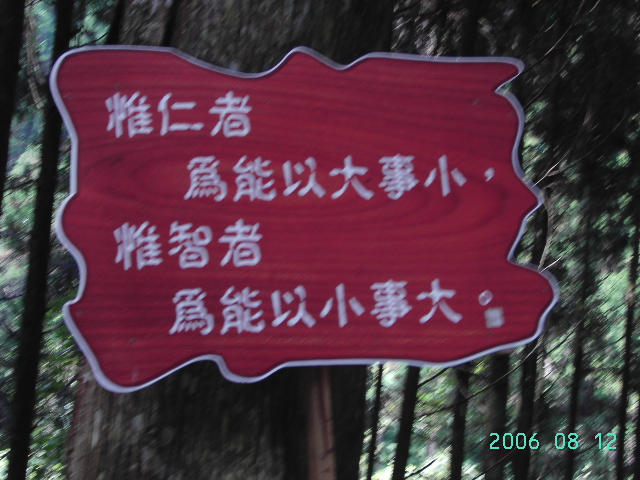 惟仁者
為能以大事小，
惟智者
為能以小事大。
2006 08 12